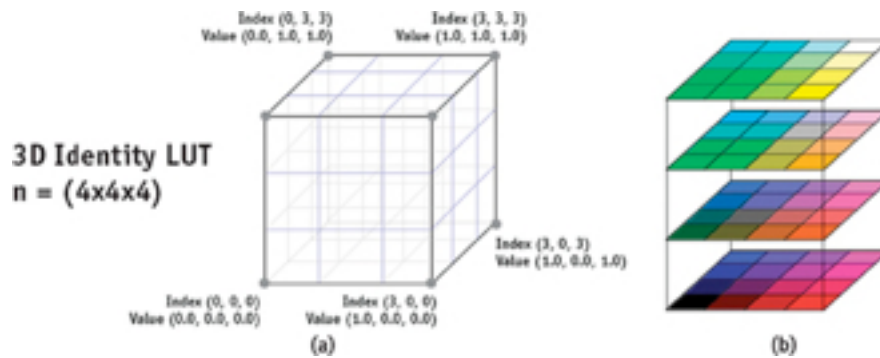 Index (0, 3, 3)
Value (0.0, 1.0, 1.0)
Index (3, 3, 3)
Value (1.0, 1.0, 1.0)
3D Identity LUT
n = (4x4x4)
Index (3, 0, 3)
Value (1.0, 0.0, 1.0)
Index (0, 0, 0)
Value (0.0, 0.0, 0.0)
Index (3, 0, 0)
Value (1.0, 0.0, 0.0)
(a)
(b)